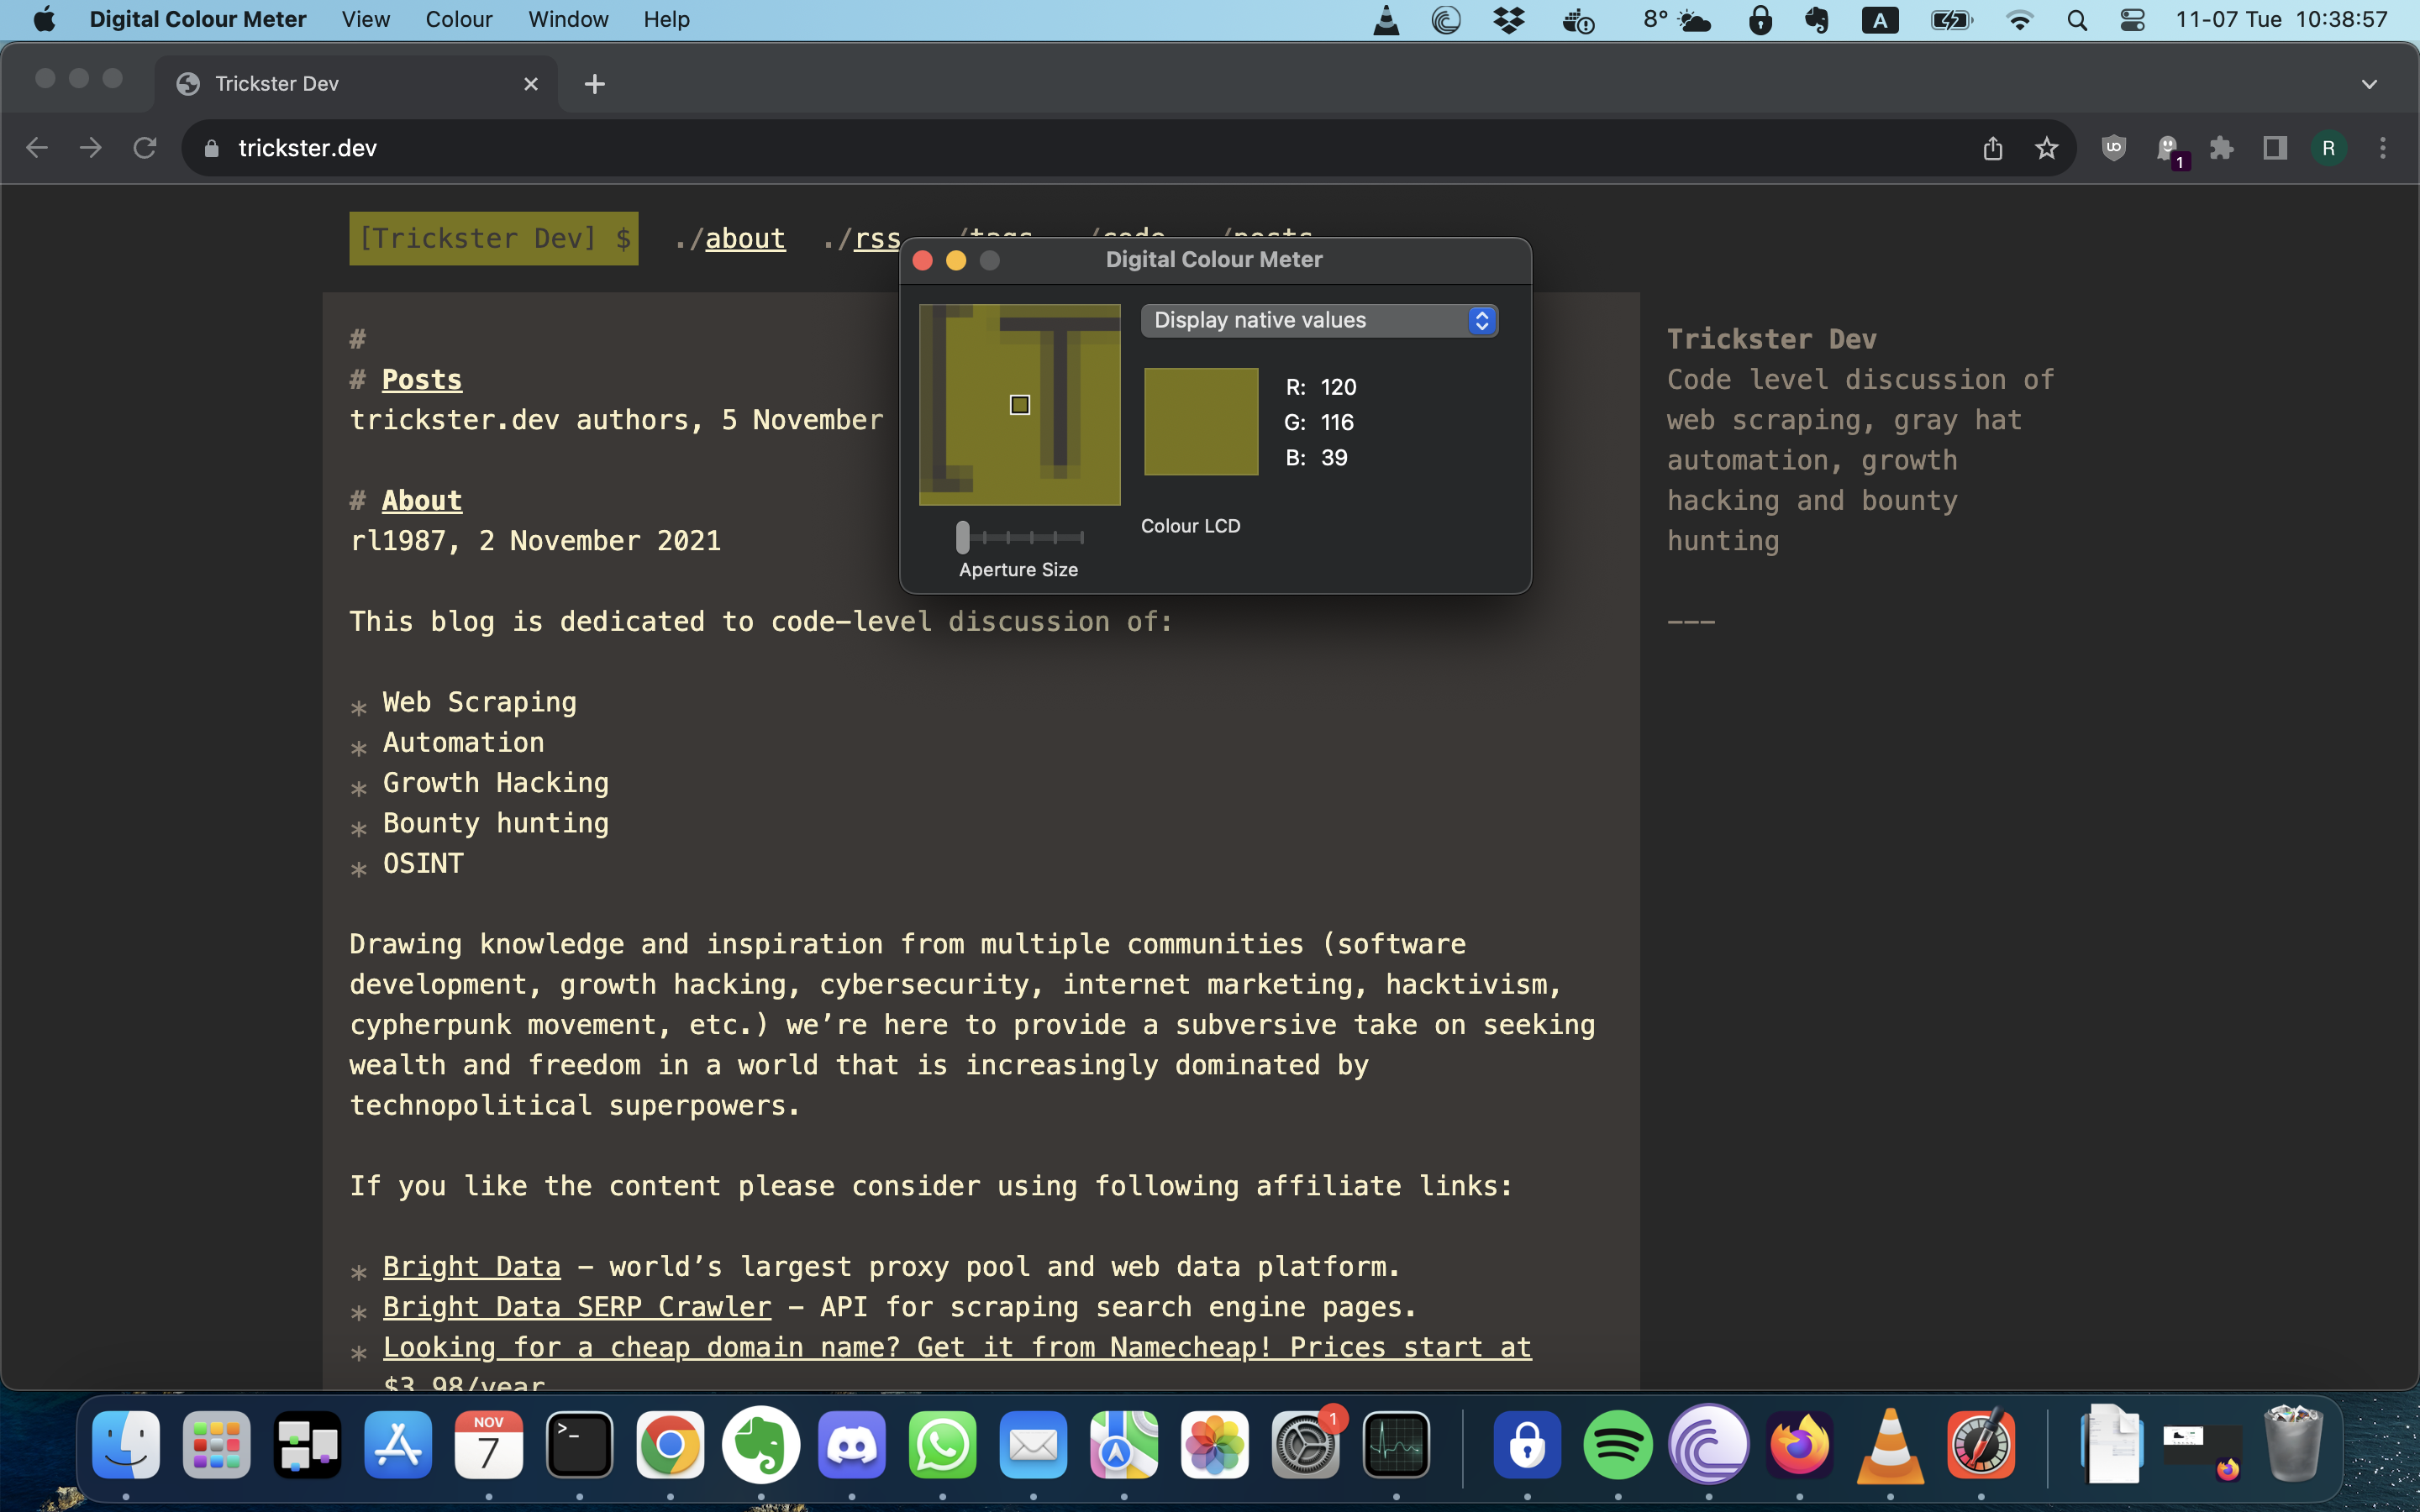 Digital Colour Meter View Colour Window Help 8° A 11-07 Tue 10:38:57
Trickster Dev
trickster.dev 1 R
[Trickster Dev] $ ./about ./rss /tags /code /posts
Digital Colour Meter
Display native values
R: 120
G: 116
B: 39
Colour LCD
Aperture Size
#
# Posts
trickster.dev authors, 5 November
# About
rl1987, 2 November 2021
This blog is dedicated to code-level discussion of:
* Web Scraping
* Automation
* Growth Hacking
* Bounty hunting
* OSINT
Drawing knowledge and inspiration from multiple communities (software
development, growth hacking, cybersecurity, internet marketing, hacktivism,
cypherpunk movement, etc.) we’re here to provide a subversive take on seeking
wealth and freedom in a world that is increasingly dominated by
technopolitical superpowers.
If you like the content please consider using following affiliate links:
* Bright Data – world’s largest proxy pool and web data platform.
* Bright Data SERP Crawler – API for scraping search engine pages.
* Looking for a cheap domain name? Get it from Namecheap! Prices start at
$3.98/year
Trickster Dev
Code level discussion of
web scraping, gray hat
automation, growth
hacking and bounty
hunting
---
NOV
7
1